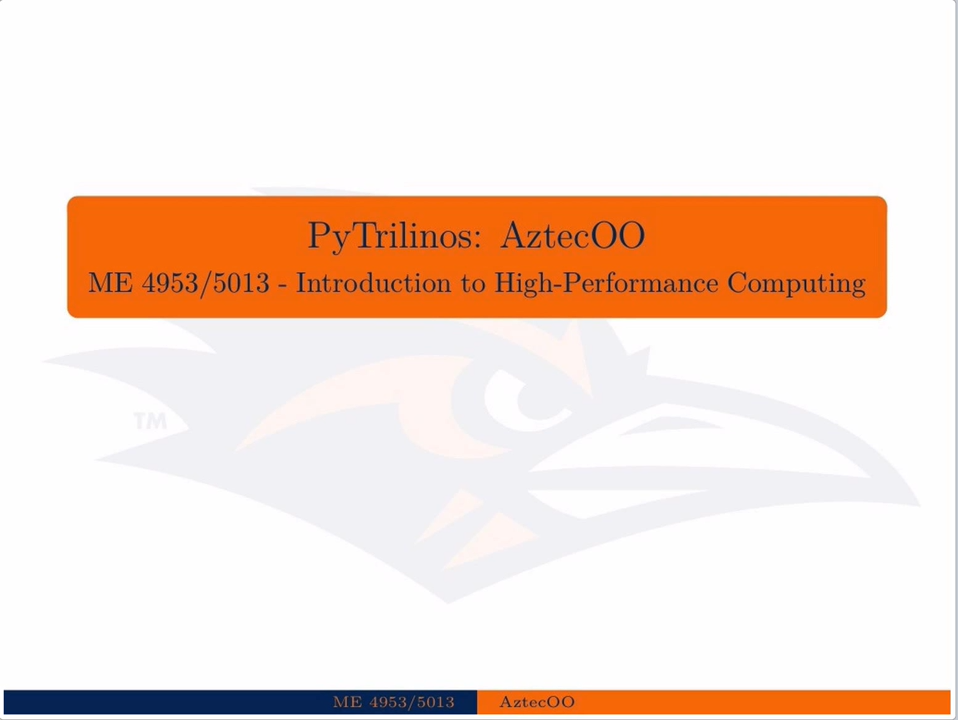 PyTrilinos: AztecOO
ME 4953/5013 - Introduction to High-Performance Computing
TM
ME 4953/5013 AztecOO